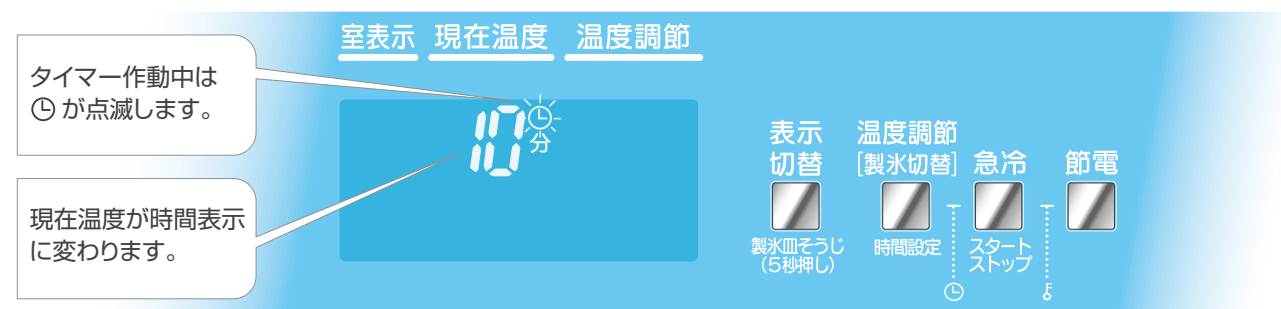 室表示 現在温度 温度調節
タイマー作動中は
が点滅します。
10 分
現在温度が時間表示
に変わります。
表示
切替
製氷皿そうじ
(5秒押し)
温度調節
[製氷切替]
時間設定
急冷
スタート
ストップ
節電